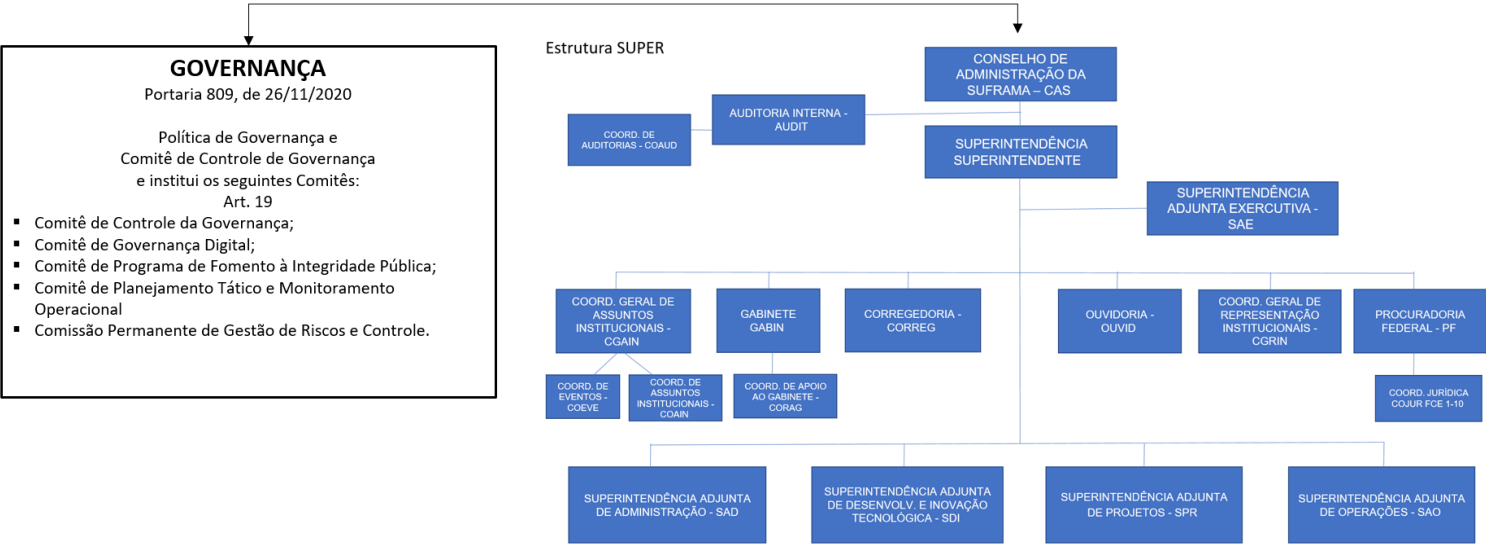 GOVERNANÇA
Portaria 809, de 26/11/2020
Política de Governança e
Comitê de Controle de Governança
e institui os seguintes Comitês:
Art. 19
▪ Comitê de Controle da Governança;
▪ Comitê de Governança Digital;
▪ Comitê de Programa de Fomento à Integridade Pública;
▪ Comitê de Planejamento Tático e Monitoramento
Operacional
▪ Comissão Permanente de Gestão de Riscos e Controle.
Estrutura SUPER
CONSELHO DE
ADMINISTRAÇÃO DA
SUFRAMA – CAS
AUDITORIA INTERNA -
AUDIT
COORD. DE
AUDITORIAS - COAUD
SUPERINTENDÊNCIA
SUPERINTENDENTE
SUPERINTENDÊNCIA
ADJUNTA EXERCUTIVA -
SAE
COORD. GERAL DE
ASSUNTOS
INSTITUCIONAIS -
CGAIN
GABINETE
GABIN
CORREGEDORIA -
CORREG
OUVIDORIA -
OUVID
COORD. GERAL DE
REPRESENTAÇÃO
INSTITUCIONAIS -
CGRIN
PROCURADORIA
FEDERAL - PF
COORD. DE
EVENTOS -
COEVE
COORD. DE
ASSUNTOS
INSTITUCIONAIS -
COAIN
COORD. DE APOIO
AO GABINETE -
CORAG
COORD. JURÍDICA
COJUR FCE 1-10
SUPERINTENDÊNCIA ADJUNTA
DE ADMINISTRAÇÃO - SAD
SUPERINTENDÊNCIA ADJUNTA
DE DESENVOLV. E INOVAÇÃO
TECNOLÓGICA - SDI
SUPERINTENDÊNCIA ADJUNTA
DE PROJETOS - SPR
SUPERINTENDÊNCIA ADJUNTA
DE OPERAÇÕES - SAO